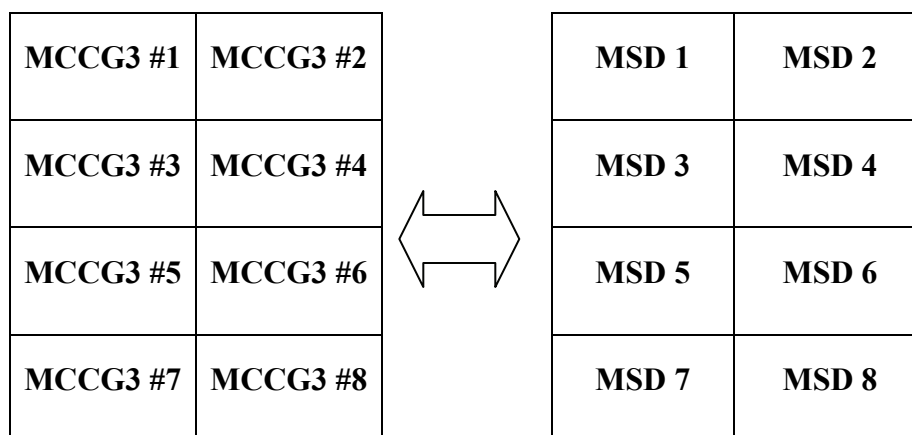 MCCG3 #1 MCCG3 #2 MSD 1 MSD 2
MCCG3 #3 MCCG3 #4 MSD 3 MSD 4
MCCG3 #5 MCCG3 #6 MSD 5 MSD 6
MCCG3 #7 MCCG3 #8 MSD 7 MSD 8